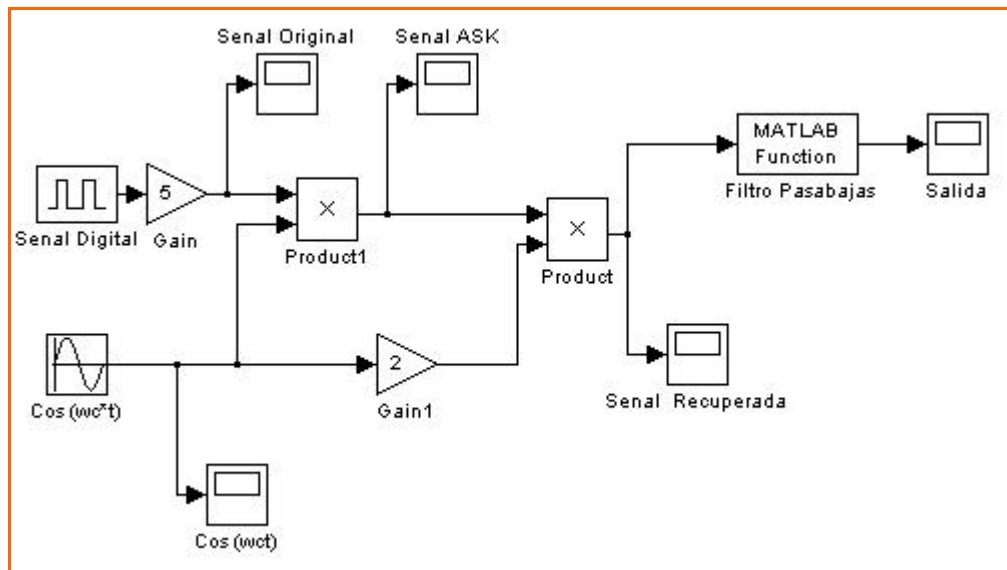 Senal Original
Senal ASK
MATLAB
Function
Filtro Pasabajas
Salida
5
Senal Digital
Gain
×
Product1
×
Product
Cos (wc*t)
2
Gain1
Senal Recuperada
Cos (wct)